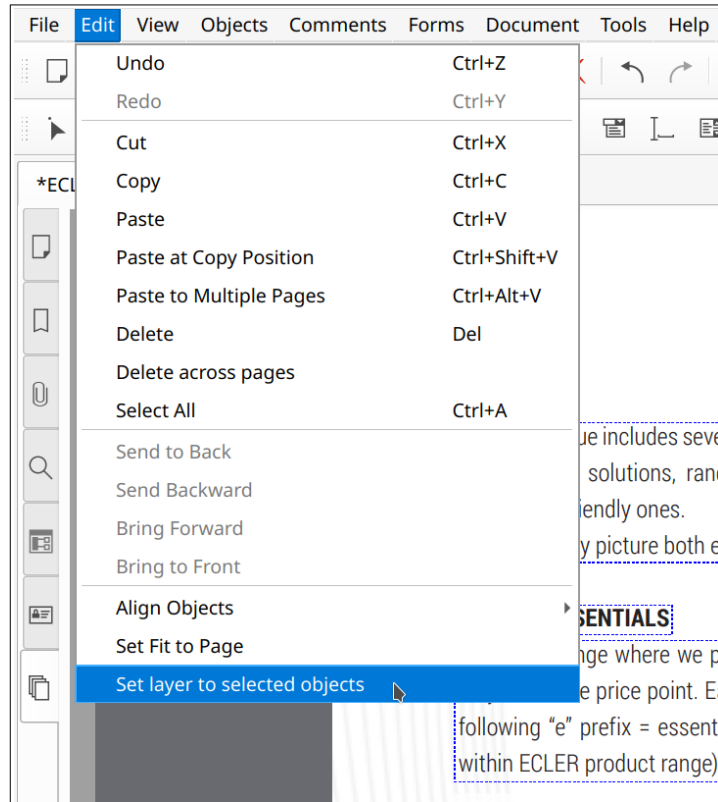 File Edit View Objects Comments Forms Document Tools Help
*ECL
Undo Ctrl+Z
Redo Ctrl+Y
Cut Ctrl+X
Copy Ctrl+C
Paste Ctrl+V
Paste at Copy Position Ctrl+Shift+V
Paste to Multiple Pages Ctrl+Alt+V
Delete Del
Delete across pages
Select All Ctrl+A
Send to Back
Send Backward
Bring Forward
Bring to Front
Align Objects
Set Fit to Page
Set layer to selected objects
ue includes seve
solutions, ran
iendly ones.
y picture both e
SENTIALS
nge where we p
e price point. E
following “e” prefix = essent
within ECLER product range)